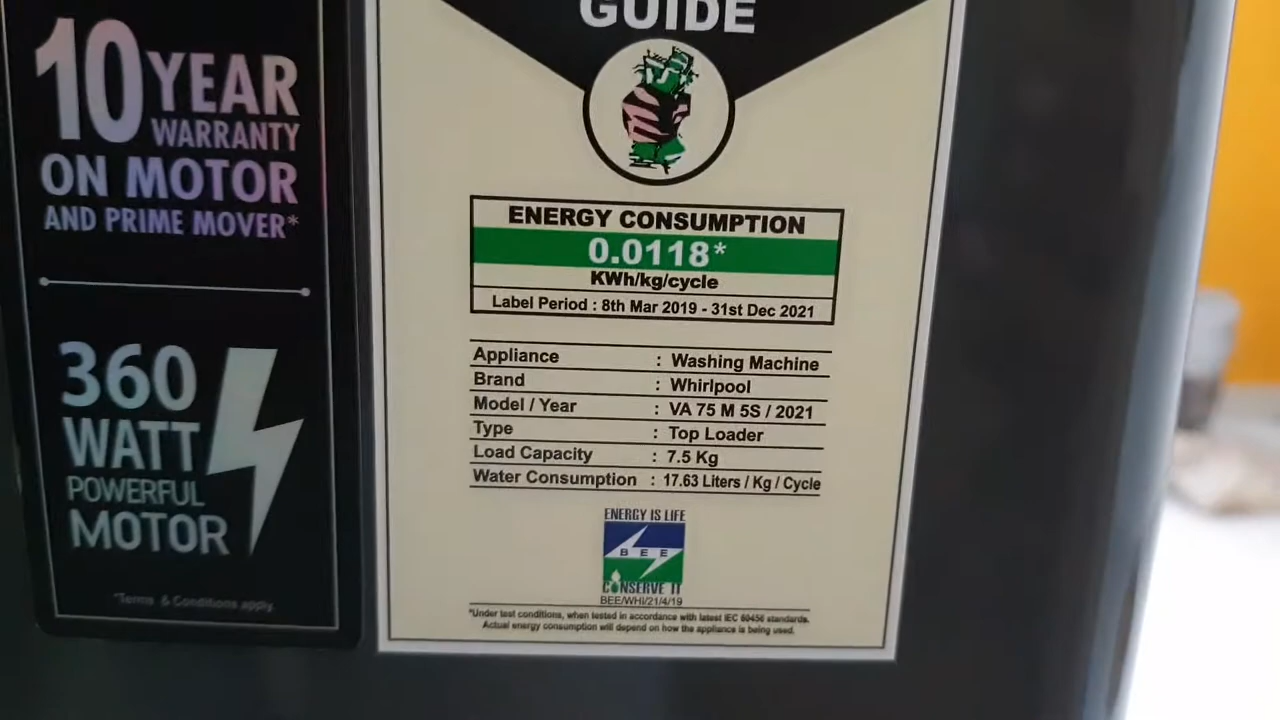 10 YEAR
WARRANTY
ON MOTOR
AND PRIME MOVER*
360
WATT
POWERFUL
MOTOR
*Terms & Conditions apply.
GUIDE
ENERGY CONSUMPTION
0.0118*
KWh/kg/cycle
Label Period : 8th Mar 2019 - 31st Dec 2021
Appliance : Washing Machine
Brand : Whirlpool
Model / Year : VA 75 M 5S / 2021
Type : Top Loader
Load Capacity : 7.5 Kg
Water Consumption : 17.63 Liters / Kg / Cycle
ENERGY IS LIFE
BEE
CONSERVE IT
BEE/WHI/21/4/19
*Under test conditions, when tested in accordance with latest IEC 60456 standards.
Actual energy consumption will depend on how the appliance is being used.